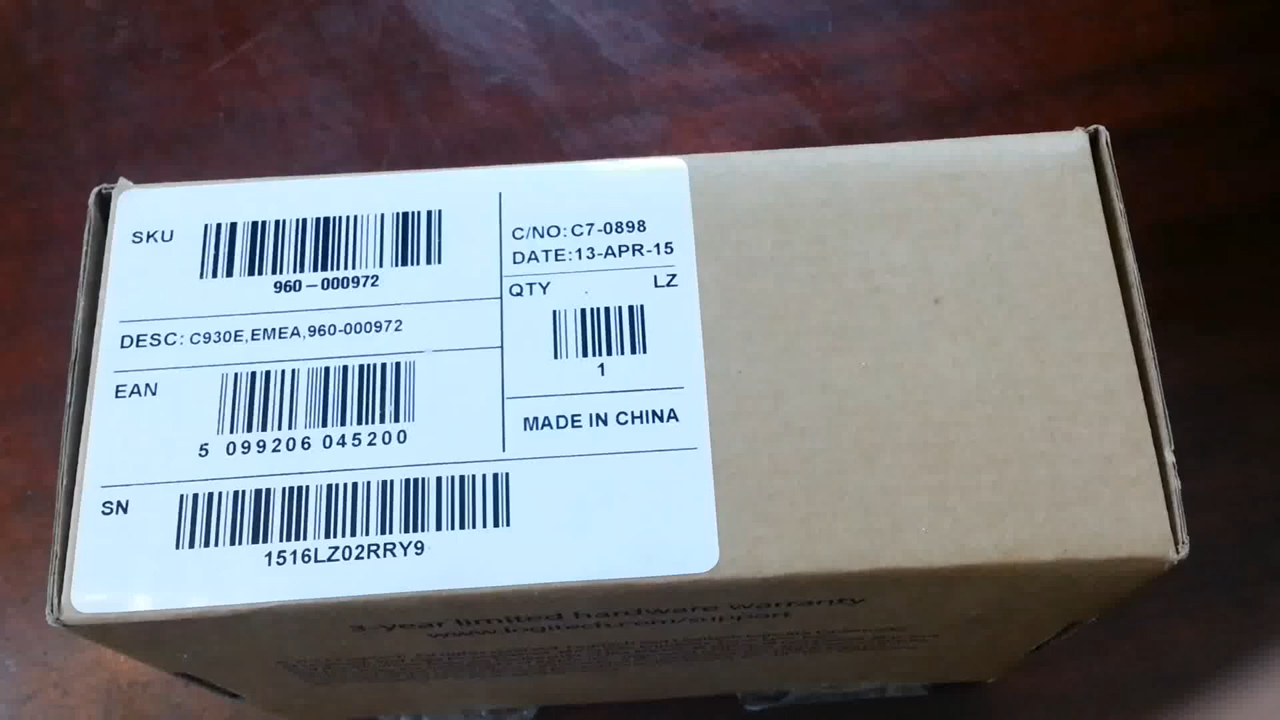 SKU
960-000972
DESC: C930E,EMEA,960-000972
EAN
5 099206 045200
SN
1516LZ02RRY9
C/NO: C7-0898
DATE:13-APR-15
QTY
LZ
1
MADE IN CHINA
3-year limited hardware warranty
www.logitech.com/support